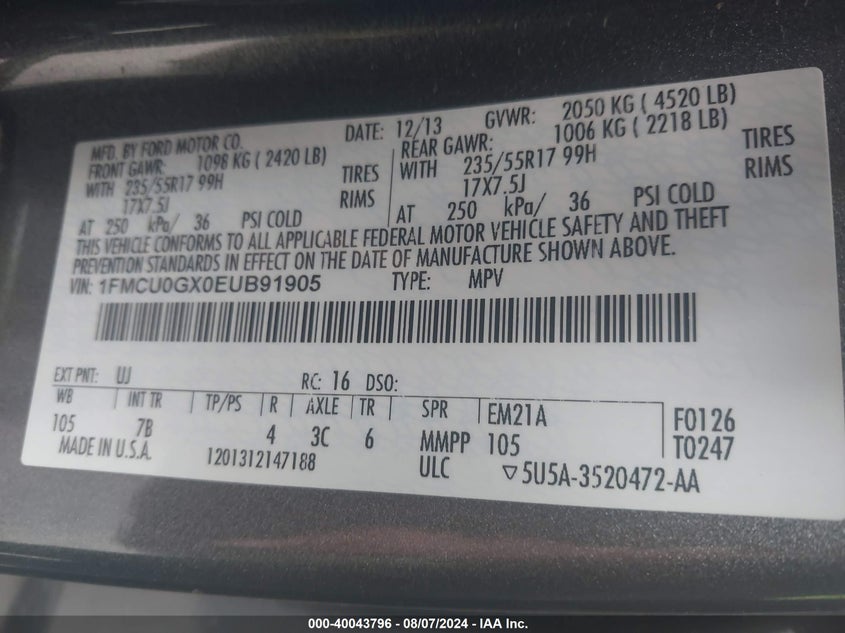 MFD. BY FORD MOTOR CO. DATE: 12/13 GVWR: 2050 KG ( 4520 LB)
FRONT GAWR: 1098 KG ( 2420 LB) REAR GAWR: 1006 KG ( 2218 LB)
WITH 235/55R17 99H TIRES WITH 235/55R17 99H TIRES
17X7.5J RIMS 17X7.5J RIMS
AT 250 kPa/ 36 PSI COLD AT 250 kPa/ 36 PSI COLD
THIS VEHICLE CONFORMS TO ALL APPLICABLE FEDERAL MOTOR VEHICLE SAFETY AND THEFT
PREVENTION STANDARDS IN EFFECT ON THE DATE OF MANUFACTURE SHOWN ABOVE.
VIN: 1FMCU0GX0EUB91905 TYPE: MPV
EXT PNT: UJ RC: 16 DSO:
WB INT TR TP/PS R AXLE TR SPR EM21A F0126
105 7B 4 3C 6 MMPP 105 T0247
MADE IN U.S.A. 1201312147188 ULC ▽5U5A-3520472-AA
000-40043796 - 08/07/2024 - IAA Inc.